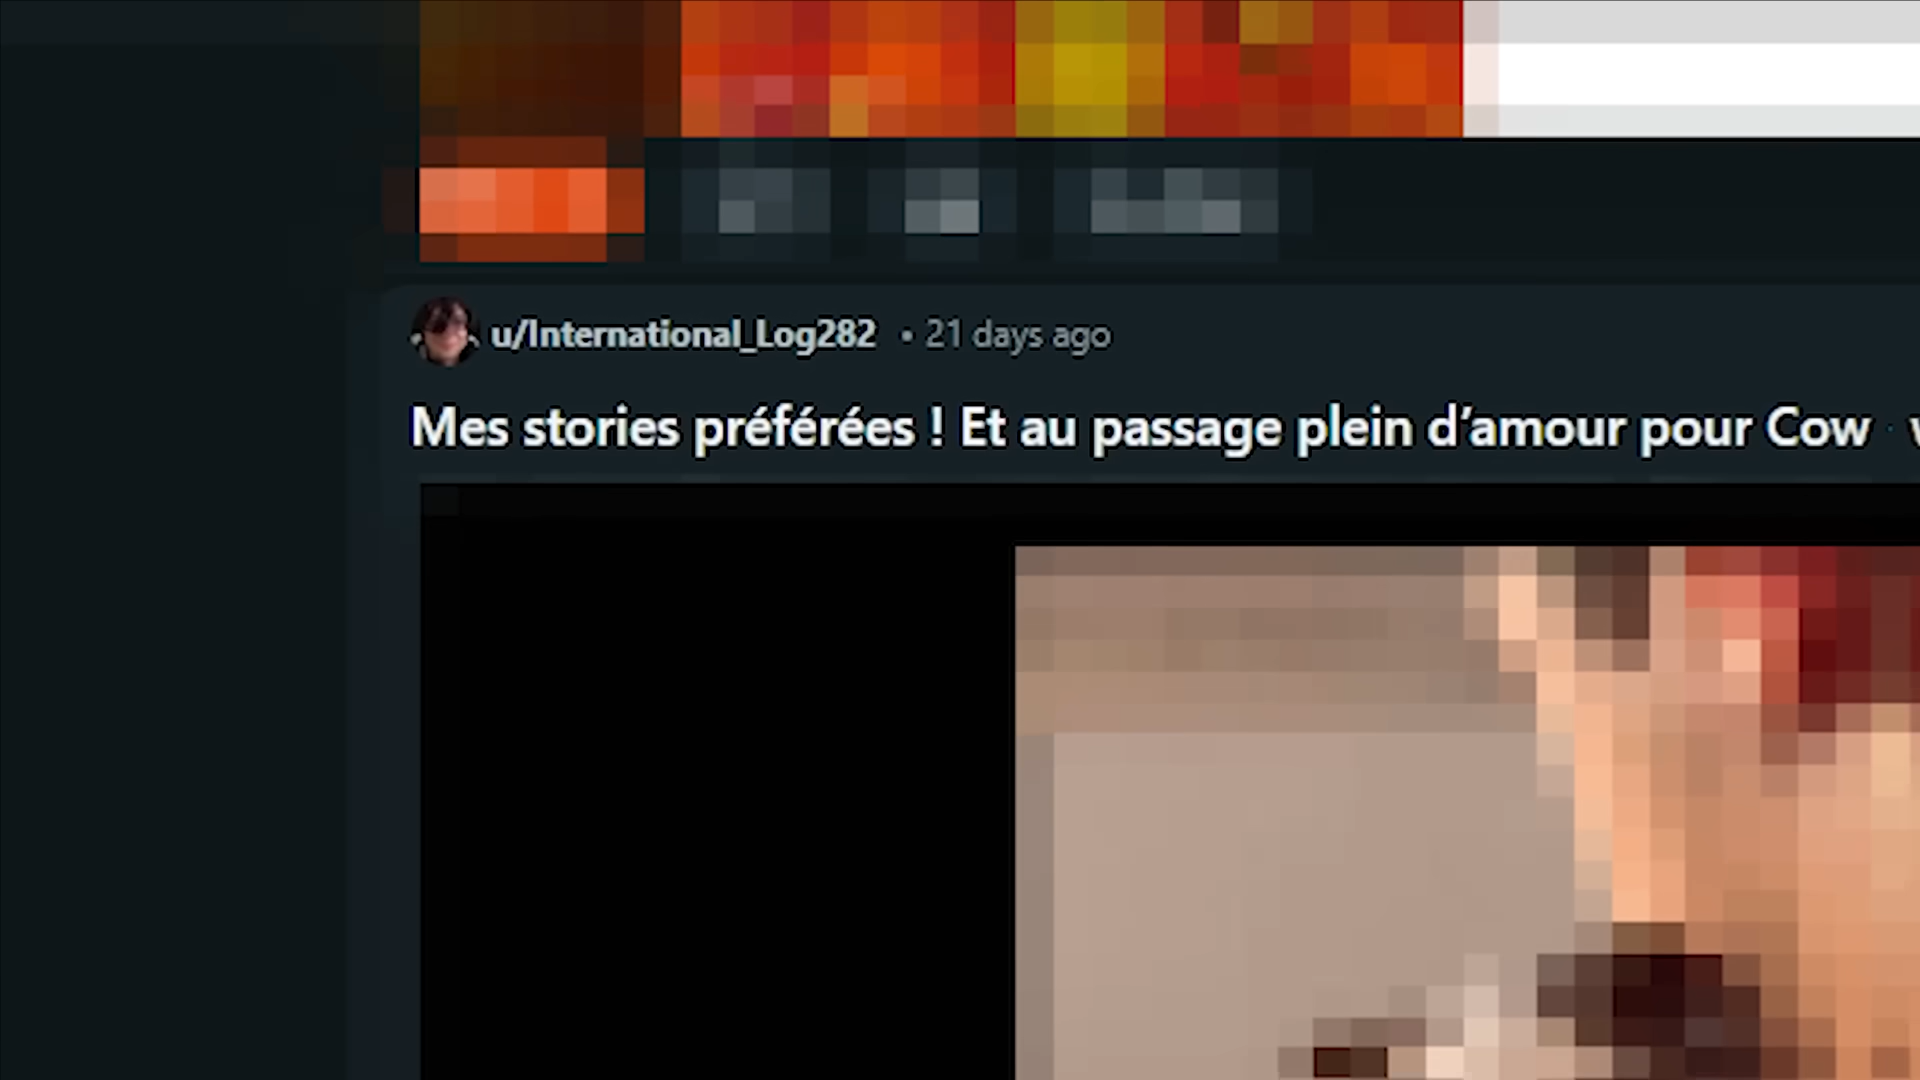 u/International_Log282 • 21 days ago
Mes stories préférées ! Et au passage plein d’amour pour Cow